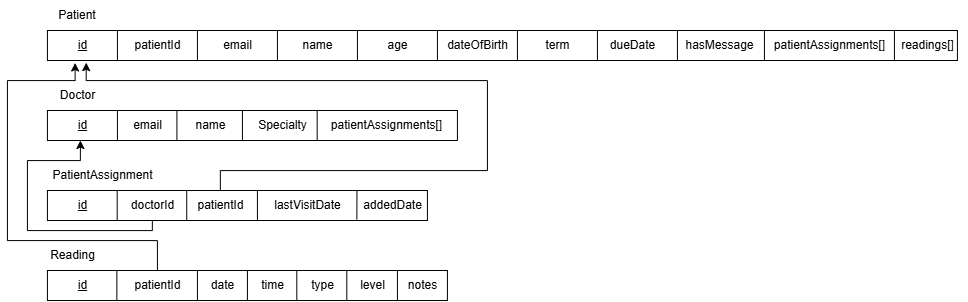 Patient
id patientId email name age dateOfBirth term dueDate hasMessage patientAssignments[] readings[]
Doctor
id email name Specialty patientAssignments[]
PatientAssignment
id doctorId patientId lastVisitDate addedDate
Reading
id patientId date time type level notes